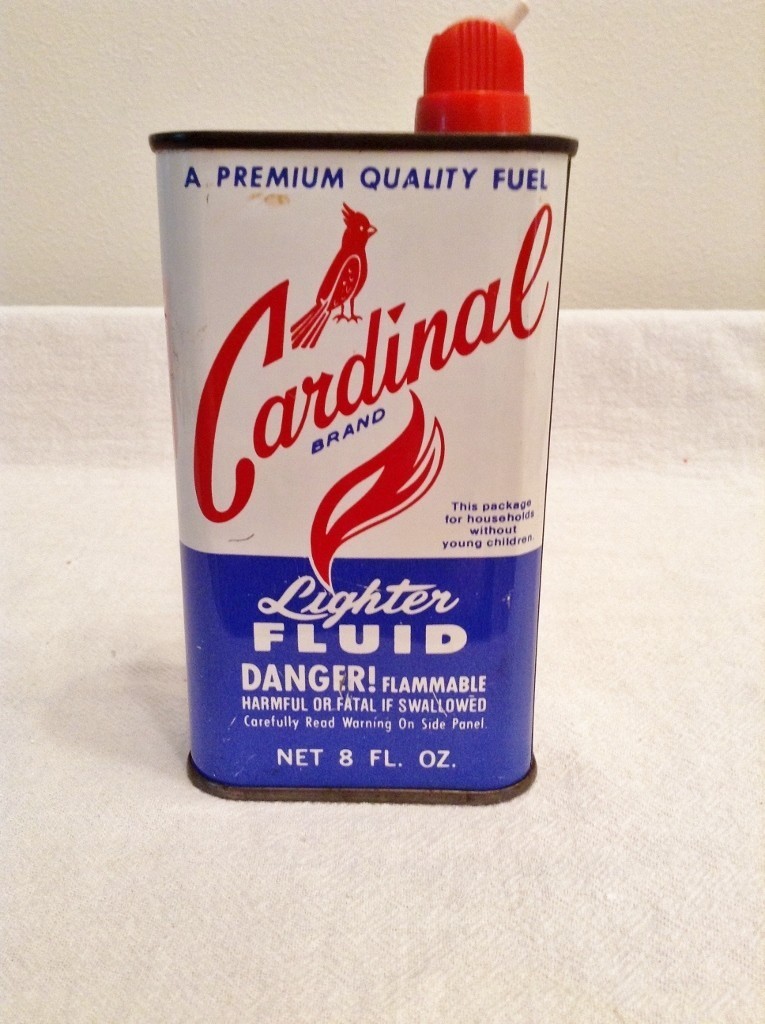 A PREMIUM QUALITY FUEL
Cardinal
BRAND
This package
for households
without
young children.
Lighter
FLUID
DANGER! FLAMMABLE
HARMFUL OR FATAL IF SWALLOWED
Carefully Read Warning On Side Panel.
NET 8 FL. OZ.